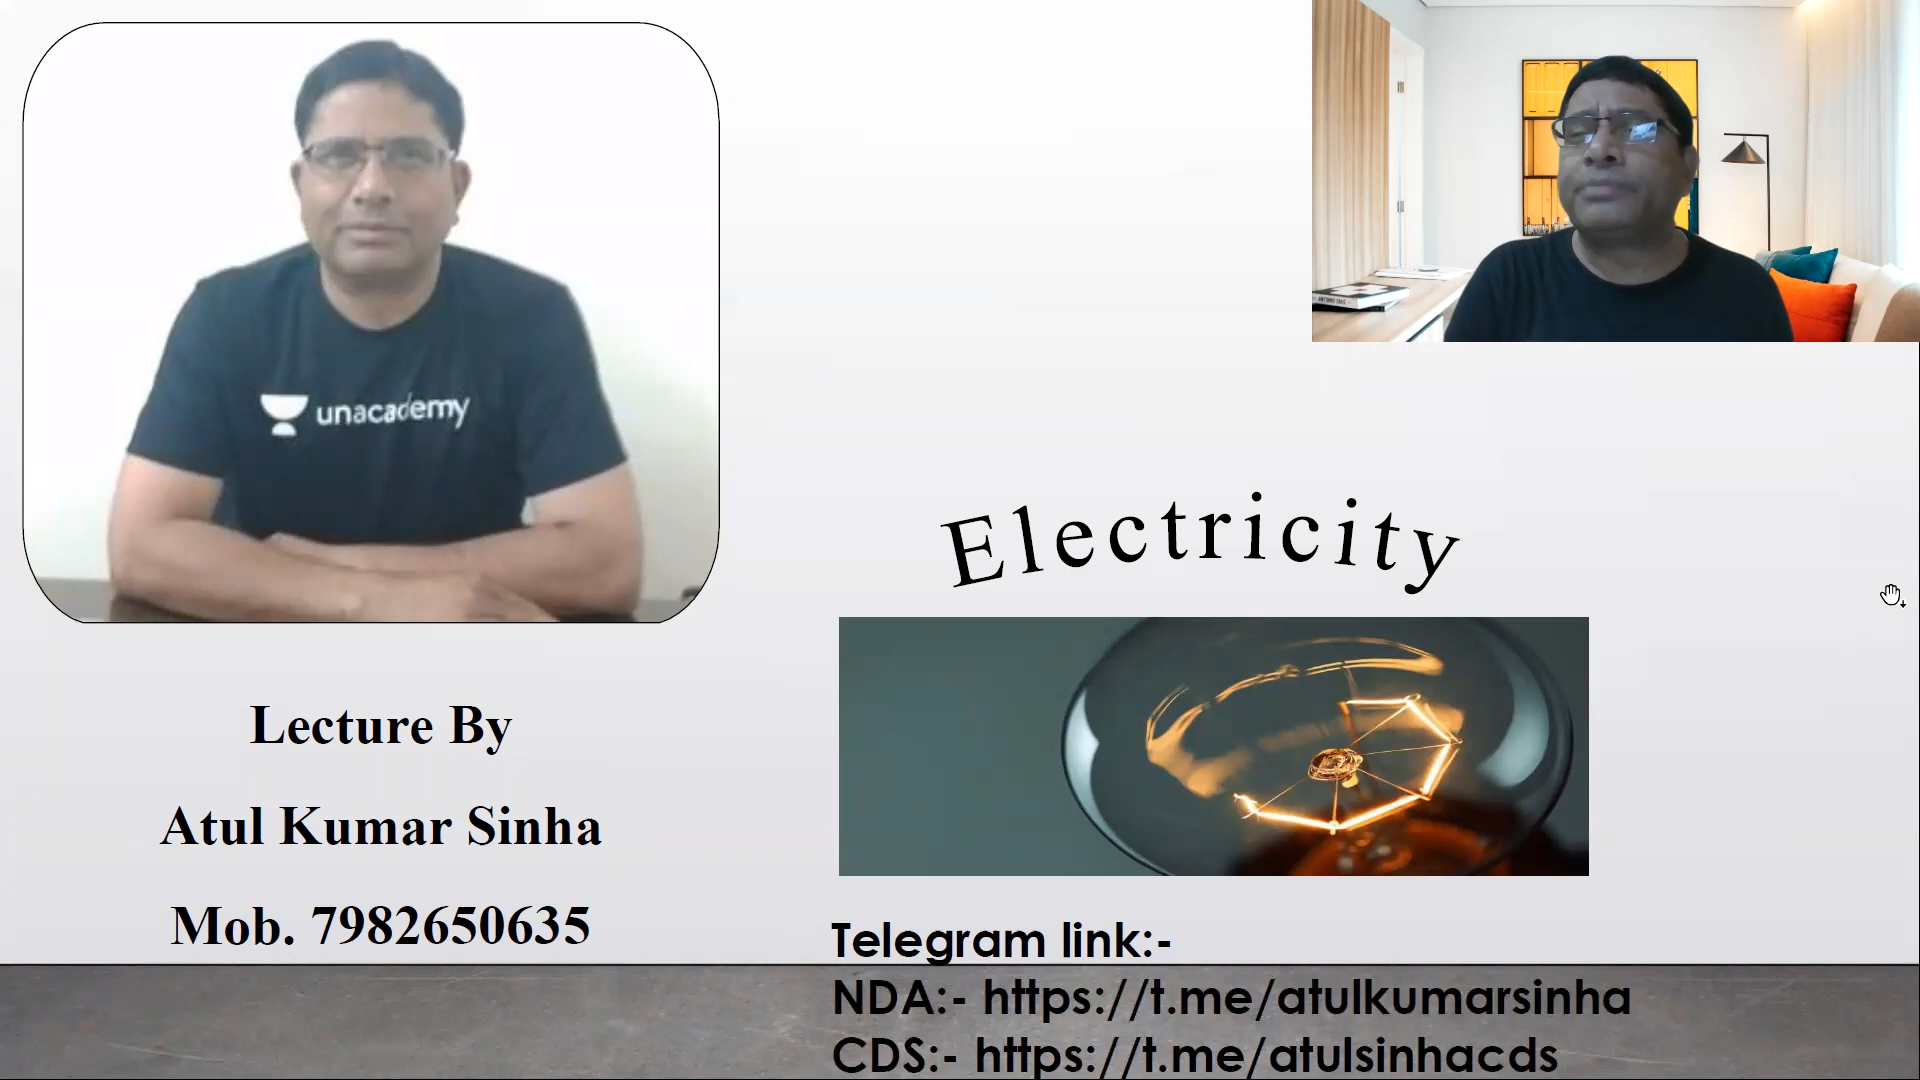 unacademy
Electricity
Lecture By
Atul Kumar Sinha
Mob. 7982650635
Telegram link:-
NDA:- https://t.me/atulkumarsinha
CDS:- https://t.me/atulsinhacds